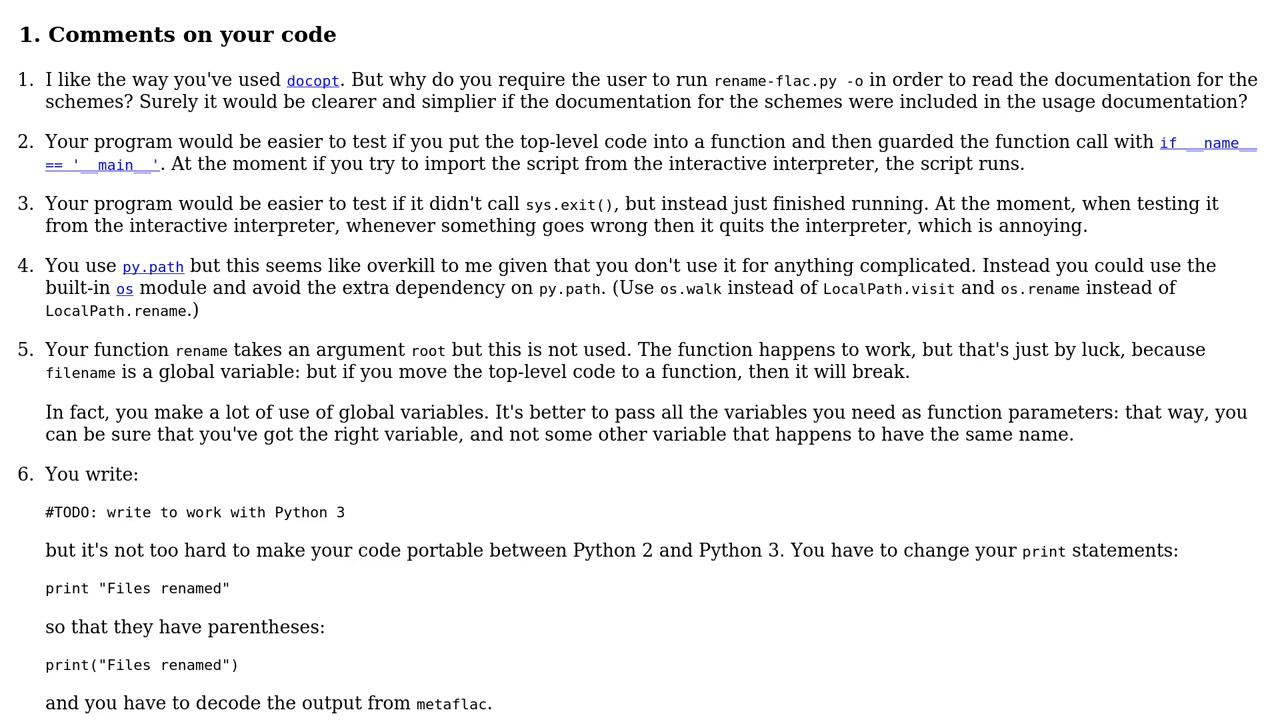 1. Comments on your code
1. I like the way you've used docopt. But why do you require the user to run rename-flac.py -o in order to read the documentation for the
schemes? Surely it would be clearer and simplier if the documentation for the schemes were included in the usage documentation?
2. Your program would be easier to test if you put the top-level code into a function and then guarded the function call with if __name__
== '__main__'. At the moment if you try to import the script from the interactive interpreter, the script runs.
3. Your program would be easier to test if it didn't call sys.exit(), but instead just finished running. At the moment, when testing it
from the interactive interpreter, whenever something goes wrong then it quits the interpreter, which is annoying.
4. You use py.path but this seems like overkill to me given that you don't use it for anything complicated. Instead you could use the
built-in os module and avoid the extra dependency on py.path. (Use os.walk instead of LocalPath.visit and os.rename instead of
LocalPath.rename.)
5. Your function rename takes an argument root but this is not used. The function happens to work, but that's just by luck, because
filename is a global variable: but if you move the top-level code to a function, then it will break.
In fact, you make a lot of use of global variables. It's better to pass all the variables you need as function parameters: that way, you
can be sure that you've got the right variable, and not some other variable that happens to have the same name.
6. You write:
#TODO: write to work with Python 3
but it's not too hard to make your code portable between Python 2 and Python 3. You have to change your print statements:
print "Files renamed"
so that they have parentheses:
print("Files renamed")
and you have to decode the output from metaflac.